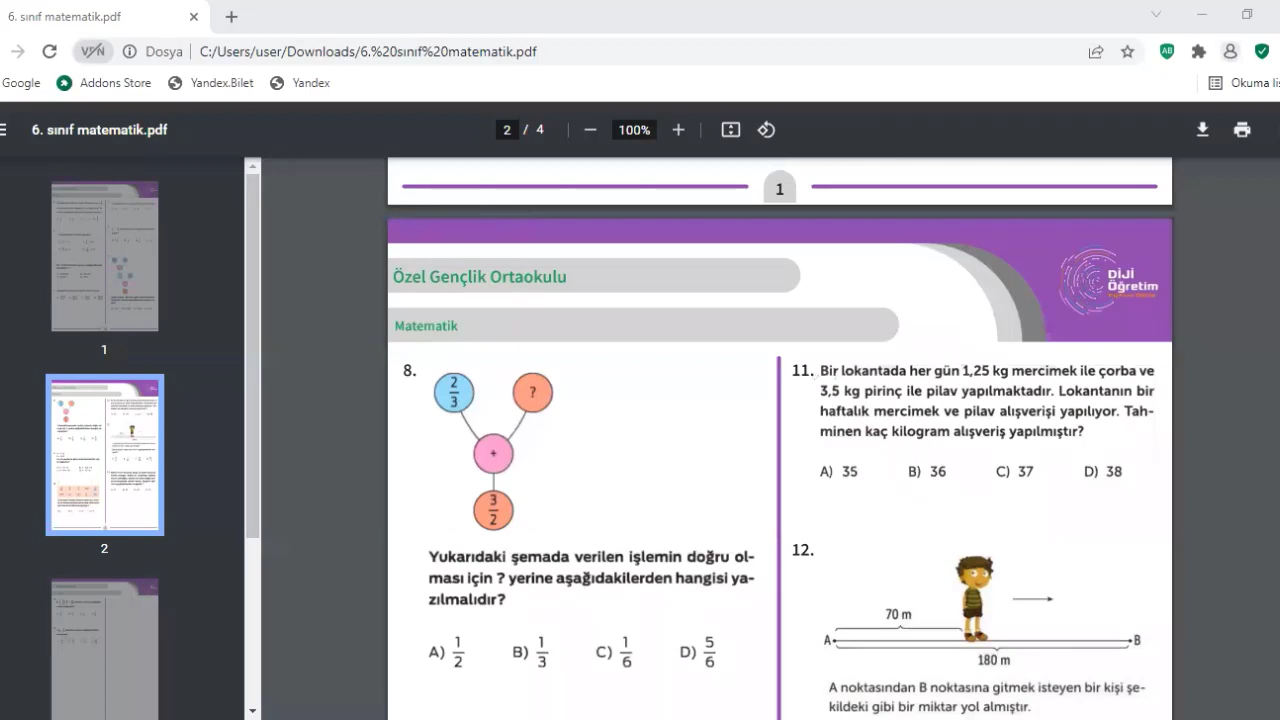 6. sınıf matematik.pdf
VPN
Dosya
C:/Users/user/Downloads/6.%20sınıf%20matematik.pdf
Google
Addons Store
Yandex.Bilet
Yandex
Okuma lis
6. sınıf matematik.pdf
2 / 4
100%
1
2
1
Özel Gençlik Ortaokulu
Matematik
DİJİ
Öğretim
8.
2/3
?
+
3/2
Yukarıdaki şemada verilen işlemin doğru ol-
ması için ? yerine aşağıdakilerden hangisi ya-
zılmalıdır?
A) 1/2 B) 1/3 C) 1/6 D) 5/6
11. Bir lokantada her gün 1,25 kg mercimek ile çorba ve
3,5 kg pirinç ile pilav yapılmaktadır. Lokantanın bir
haftalık mercimek ve pilav alışverişi yapılıyor. Tah-
minen kaç kilogram alışveriş yapılmıştır?
A) 35 B) 36 C) 37 D) 38
12.
70 m
A
B
180 m
A noktasından B noktasına gitmek isteyen bir kişi şe-
kildeki gibi bir miktar yol almıştır.